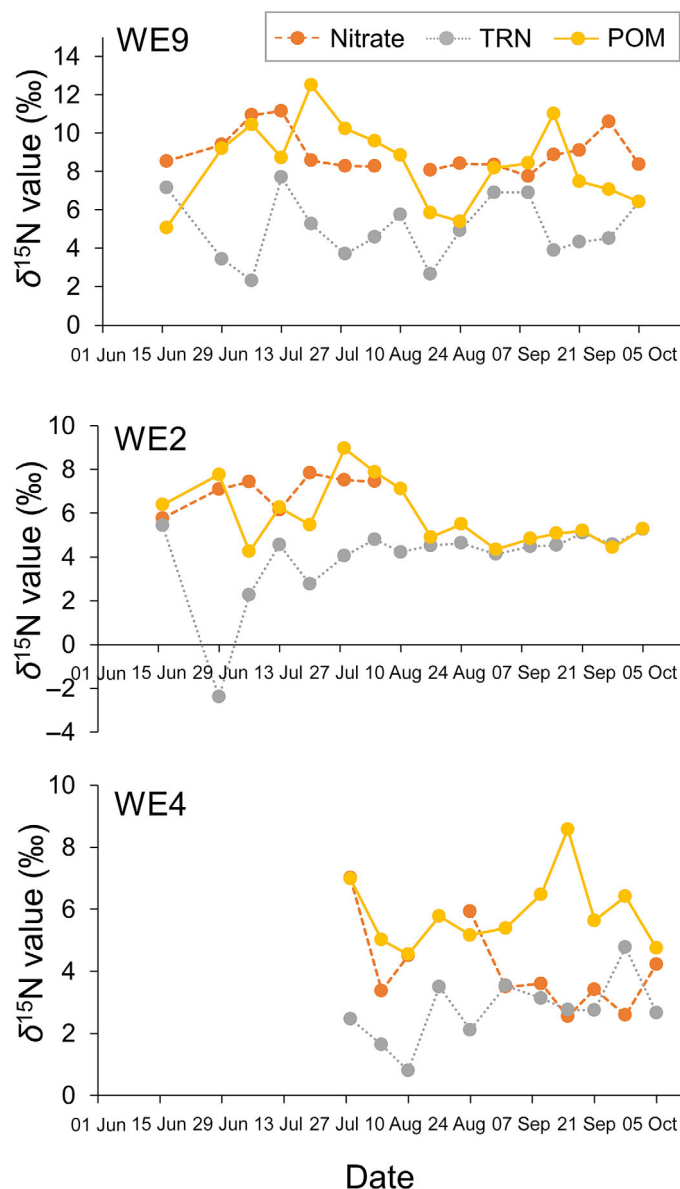 Nitrate TRN POM
WE9
14
12
10
8
6
4
2
0
δ¹⁵N value (‰)
01 Jun 15 Jun 29 Jun 13 Jul 27 Jul 10 Aug 24 Aug 07 Sep 21 Sep 05 Oct
WE2
10
8
6
4
2
0
–2
–4
δ¹⁵N value (‰)
01 Jun 15 Jun 29 Jun 13 Jul 27 Jul 10 Aug 24 Aug 07 Sep 21 Sep 05 Oct
WE4
10
8
6
4
2
0
δ¹⁵N value (‰)
01 Jun 15 Jun 29 Jun 13 Jul 27 Jul 10 Aug 24 Aug 07 Sep 21 Sep 05 Oct
Date